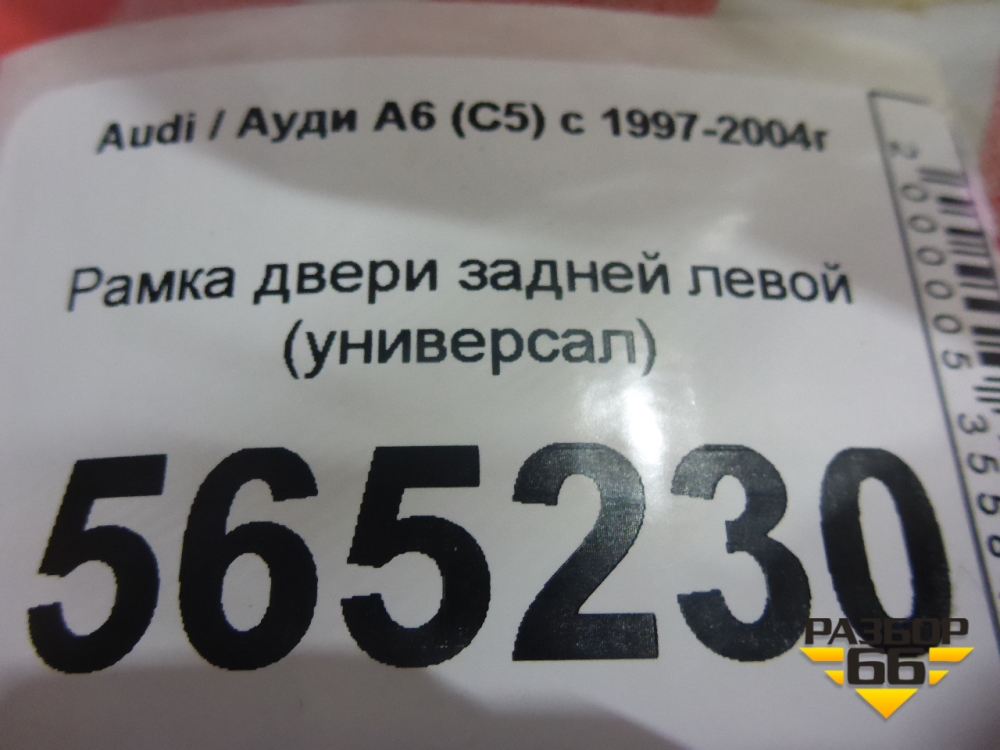 Audi / Ауди А6 (С5) с 1997-2004г
Рамка двери задней левой
(универсал)
565230
РАЗБОР
66